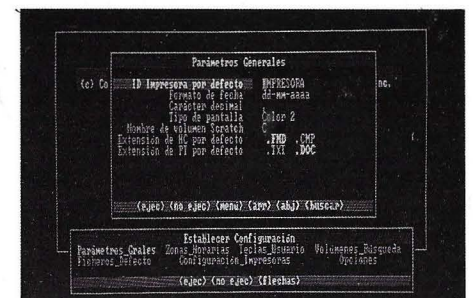 Parámetros Generales
(c) Co
nc.
ID Impresora por defecto IMPRESORA
Formato de fecha dd-mm-aaaa
Carácter decimal
Tipo de pantalla Color 2
Nombre de volumen Scratch C
Extensión de HC por defecto .FMD .CMP
Extensión de PT por defecto .TXT .DOC
(ejec) (no ejec) (menú) (arr) (abj) (buscar)
Establecer Configuración
Parámetros_Grales Zonas_Horarias Teclas_Usuario Volúmenes_Búsqueda
Ficheros_Defecto Configuración_Impresoras Opciones
(ejec) (no ejec) (flechas)